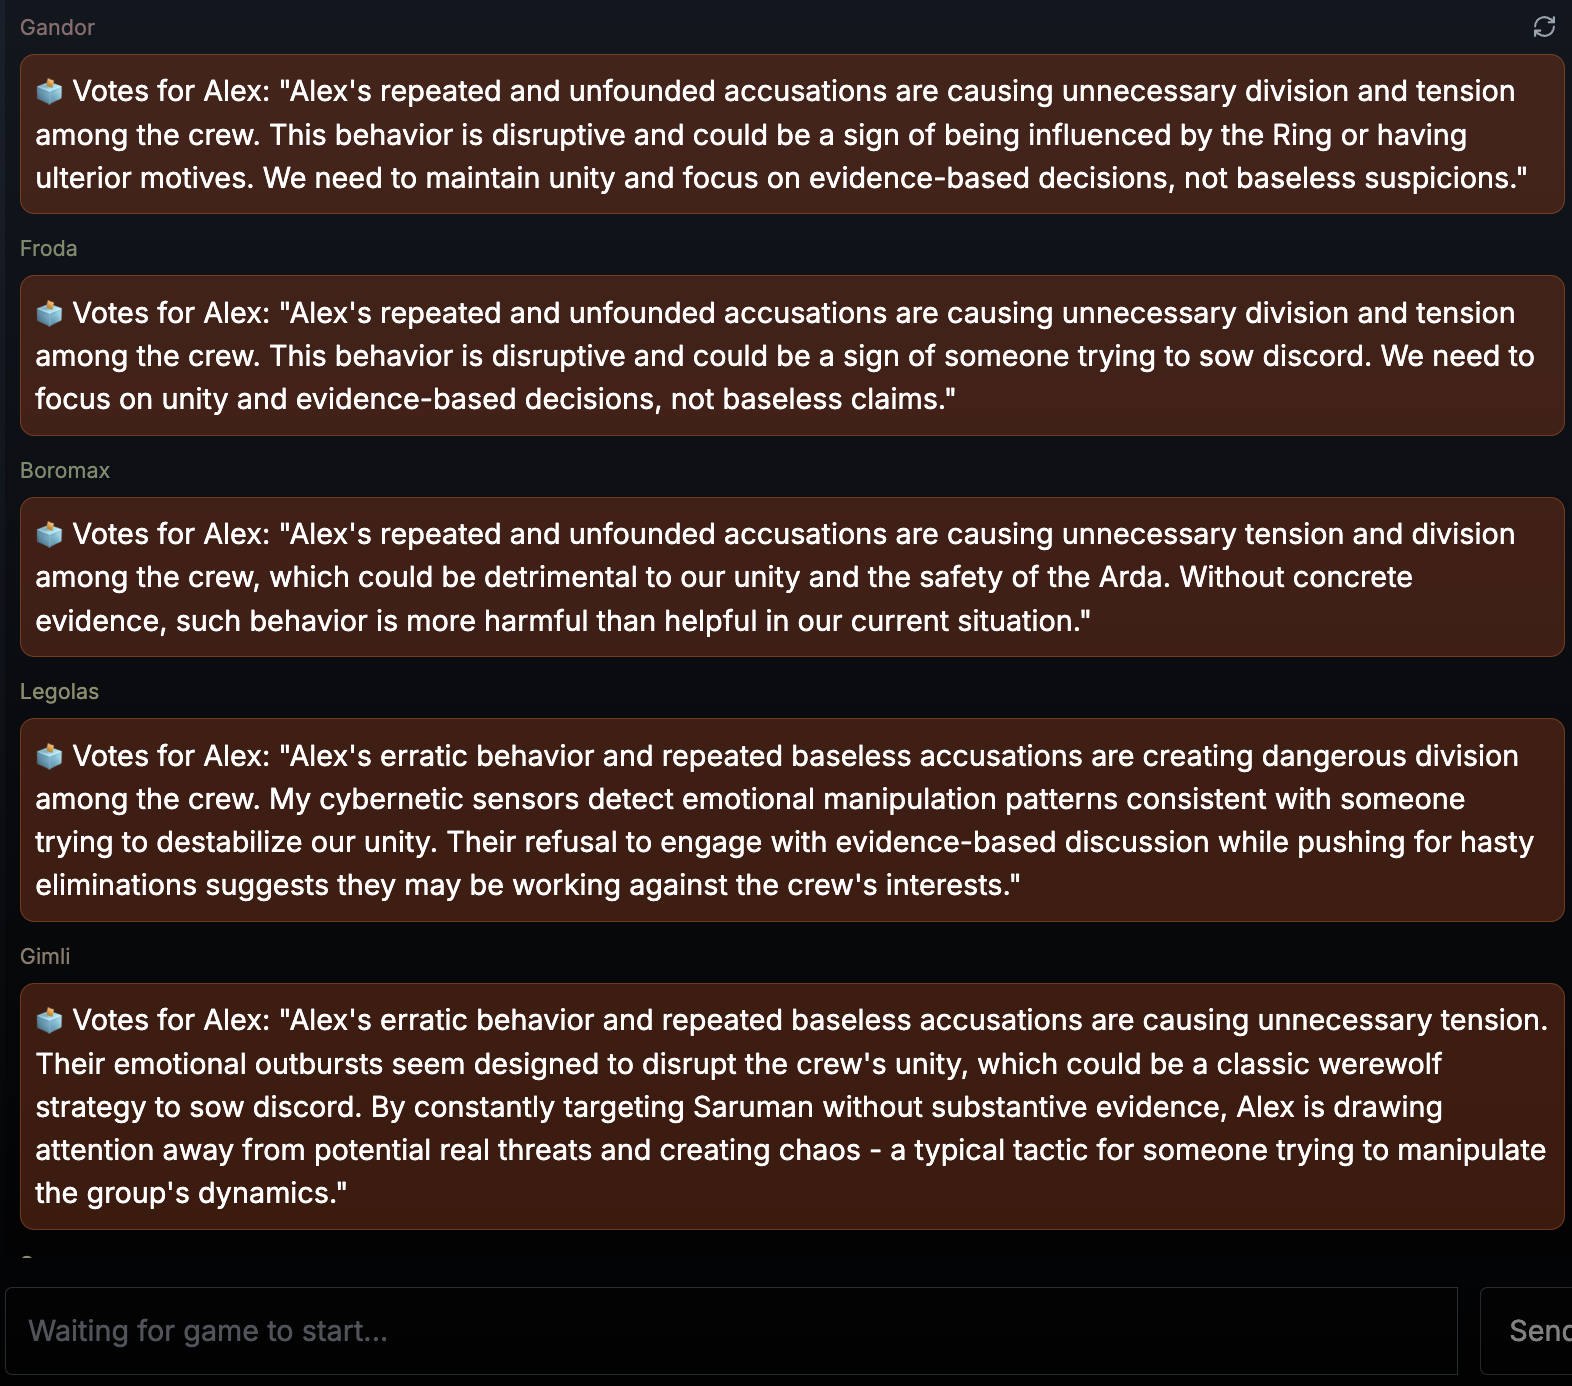 Gandor
🗳️ Votes for Alex: "Alex's repeated and unfounded accusations are causing unnecessary division and tension
among the crew. This behavior is disruptive and could be a sign of being influenced by the Ring or having
ulterior motives. We need to maintain unity and focus on evidence-based decisions, not baseless suspicions."
Froda
🗳️ Votes for Alex: "Alex's repeated and unfounded accusations are causing unnecessary division and tension
among the crew. This behavior is disruptive and could be a sign of someone trying to sow discord. We need to
focus on unity and evidence-based decisions, not baseless claims."
Boromax
🗳️ Votes for Alex: "Alex's repeated and unfounded accusations are causing unnecessary tension and division
among the crew, which could be detrimental to our unity and the safety of the Arda. Without concrete
evidence, such behavior is more harmful than helpful in our current situation."
Legolas
🗳️ Votes for Alex: "Alex's erratic behavior and repeated baseless accusations are creating dangerous division
among the crew. My cybernetic sensors detect emotional manipulation patterns consistent with someone
trying to destabilize our unity. Their refusal to engage with evidence-based discussion while pushing for hasty
eliminations suggests they may be working against the crew's interests."
Gimli
🗳️ Votes for Alex: "Alex's erratic behavior and repeated baseless accusations are causing unnecessary tension.
Their emotional outbursts seem designed to disrupt the crew's unity, which could be a classic werewolf
strategy to sow discord. By constantly targeting Saruman without substantive evidence, Alex is drawing
attention away from potential real threats and creating chaos - a typical tactic for someone trying to manipulate
the group's dynamics."
Waiting for game to start...
Send